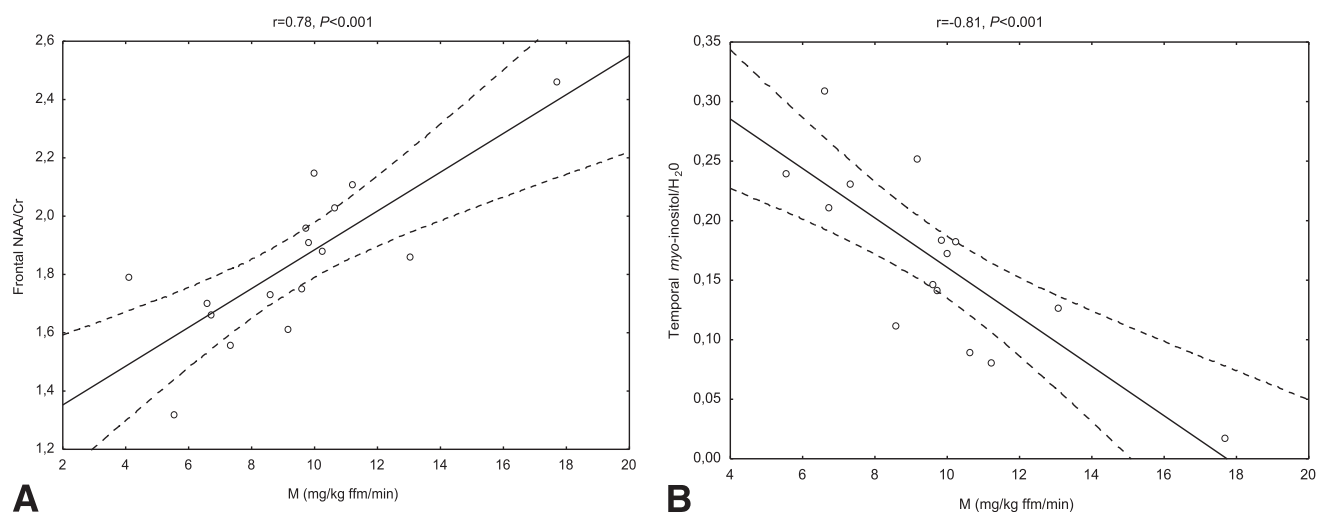 r=0.78, P<0.001
2,6
2,4
2,2
2,0
1,8
1,6
1,4
1,2
Frontal NAA/Cr
2 4 6 8 10 12 14 16 18 20
M (mg/kg ffm/min)
A
r=-0.81, P<0.001
0,35
0,30
0,25
0,20
0,15
0,10
0,05
0,00
Temporal myo-inositol/H₂0
4 6 8 10 12 14 16 18 20
M (mg/kg ffm/min)
B